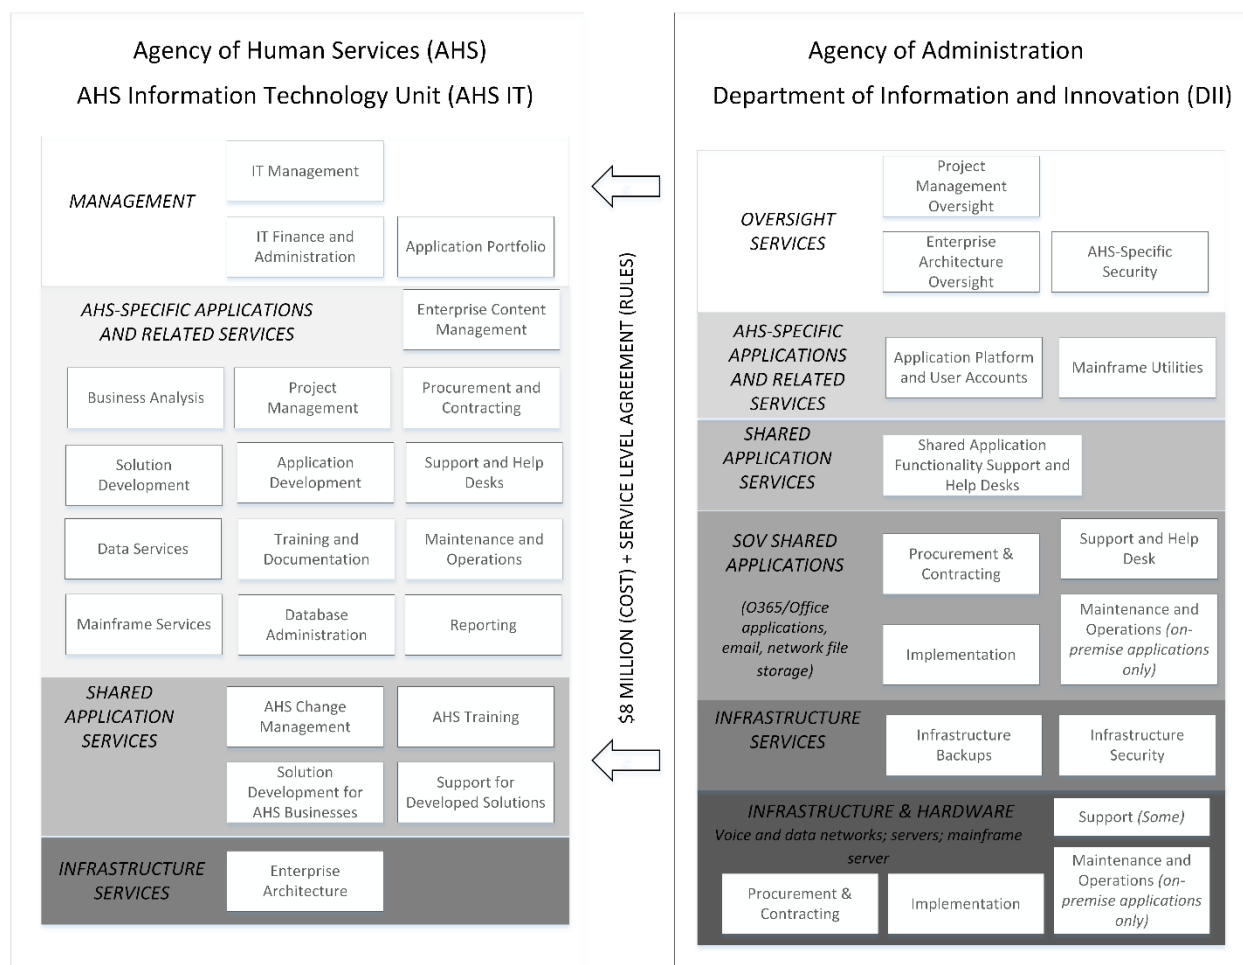 Agency of Human Services (AHS)
AHS Information Technology Unit (AHS IT)
MANAGEMENT
IT Management
IT Finance and
Administration
Application Portfolio
AHS-SPECIFIC APPLICATIONS
AND RELATED SERVICES
Enterprise Content
Management
Business Analysis
Project
Management
Procurement and
Contracting
Solution
Development
Application
Development
Support and Help
Desks
Data Services
Training and
Documentation
Maintenance and
Operations
Mainframe Services
Database
Administration
Reporting
SHARED
APPLICATION
SERVICES
AHS Change
Management
AHS Training
Solution
Development for
AHS Businesses
Support for
Developed Solutions
INFRASTRUCTURE
SERVICES
Enterprise
Architecture
$8 MILLION (COST) + SERVICE LEVEL AGREEMENT (RULES)
Agency of Administration
Department of Information and Innovation (DII)
OVERSIGHT
SERVICES
Project
Management
Oversight
Enterprise
Architecture
Oversight
AHS-Specific
Security
AHS-SPECIFIC
APPLICATIONS
AND RELATED
SERVICES
Application Platform
and User Accounts
Mainframe Utilities
SHARED
APPLICATION
SERVICES
Shared Application
Functionality Support and
Help Desks
SOV SHARED
APPLICATIONS
(O365/Office
applications,
email, network file
storage)
Procurement &
Contracting
Support and Help
Desk
Implementation
Maintenance and
Operations (on-
premise applications
only)
INFRASTRUCTURE
SERVICES
Infrastructure
Backups
Infrastructure
Security
INFRASTRUCTURE & HARDWARE
Voice and data networks; servers; mainframe
server
Support (Some)
Procurement &
Contracting
Implementation
Maintenance and
Operations (on-
premise applications
only)